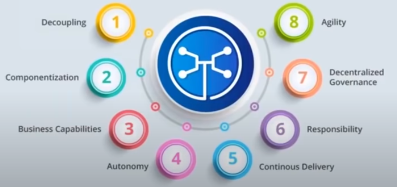 Decoupling
1
8
Agility
Componentization
2
7
Decentralized
Governance
Business Capabilities
3
6
Responsibility
Autonomy
4
5
Continous Delivery